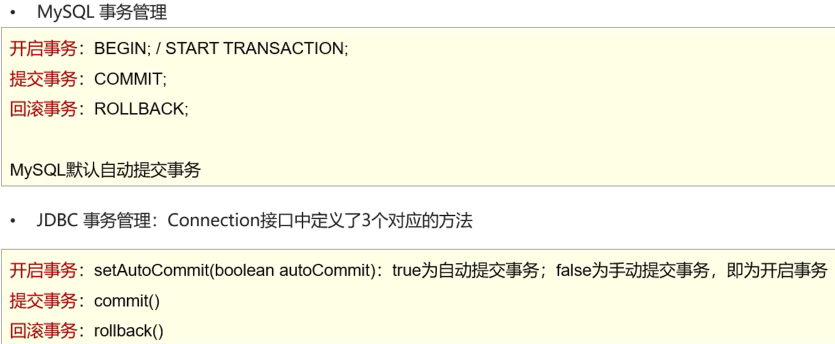 • MySQL 事务管理
开启事务：BEGIN; / START TRANSACTION;
提交事务：COMMIT;
回滚事务：ROLLBACK;
MySQL默认自动提交事务
• JDBC 事务管理：Connection接口中定义了3个对应的方法
开启事务：setAutoCommit(boolean autoCommit)：true为自动提交事务；false为手动提交事务，即为开启事务
提交事务：commit()
回滚事务：rollback()